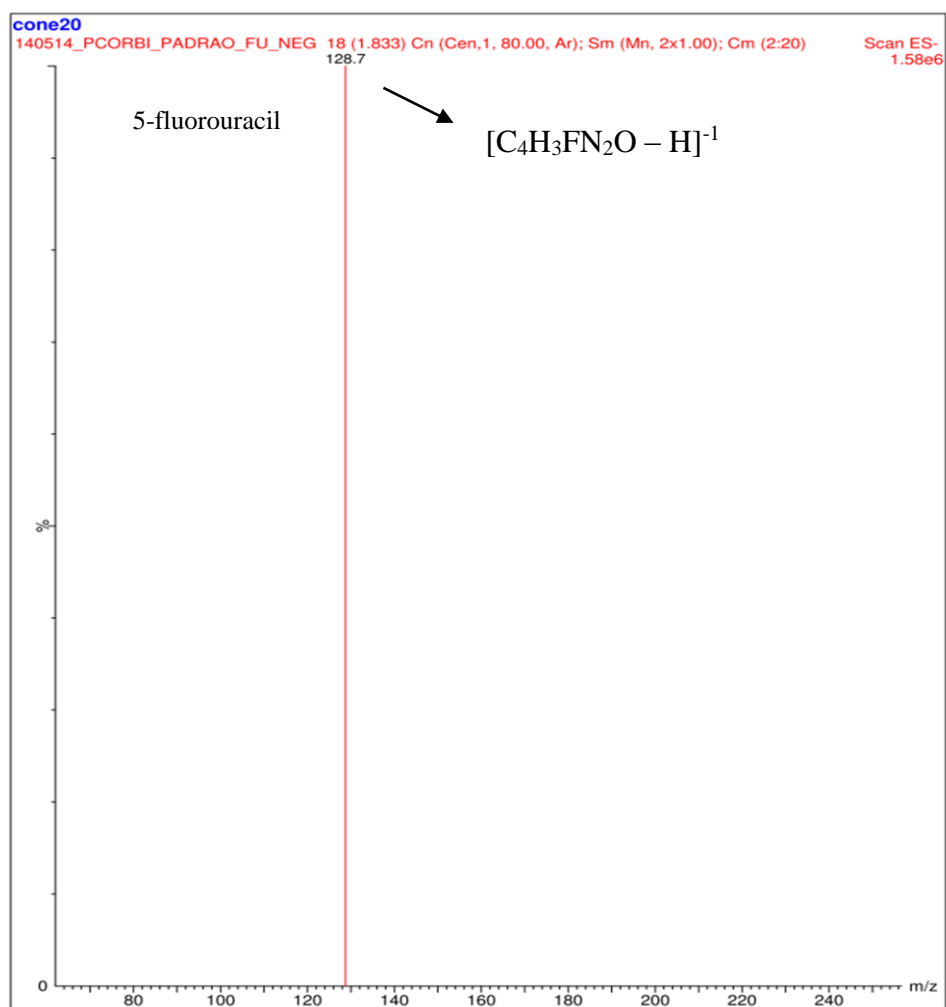 cone20
140514_PCORBI_PADRAO_FU_NEG 18 (1.833) Cn (Cen,1, 80.00, Ar); Sm (Mn, 2x1.00); Cm (2:20) Scan ES-
1.58e6
128.7
5-fluorouracil
[C₄H₃FN₂O – H]⁻¹
%
0
80 100 120 140 160 180 200 220 240 m/z